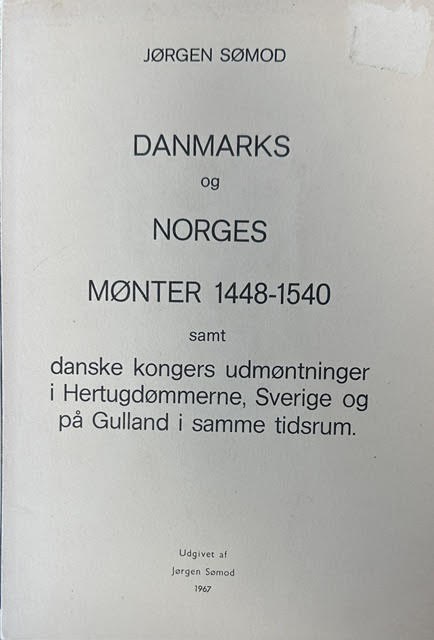 JØRGEN SØMOD
DANMARKS
og
NORGES
MØNTER 1448-1540
samt
danske kongers udmøntninger
i Hertugdømmerne, Sverige og
på Gulland i samme tidsrum.
Udgivet af
Jørgen Sømod
1967